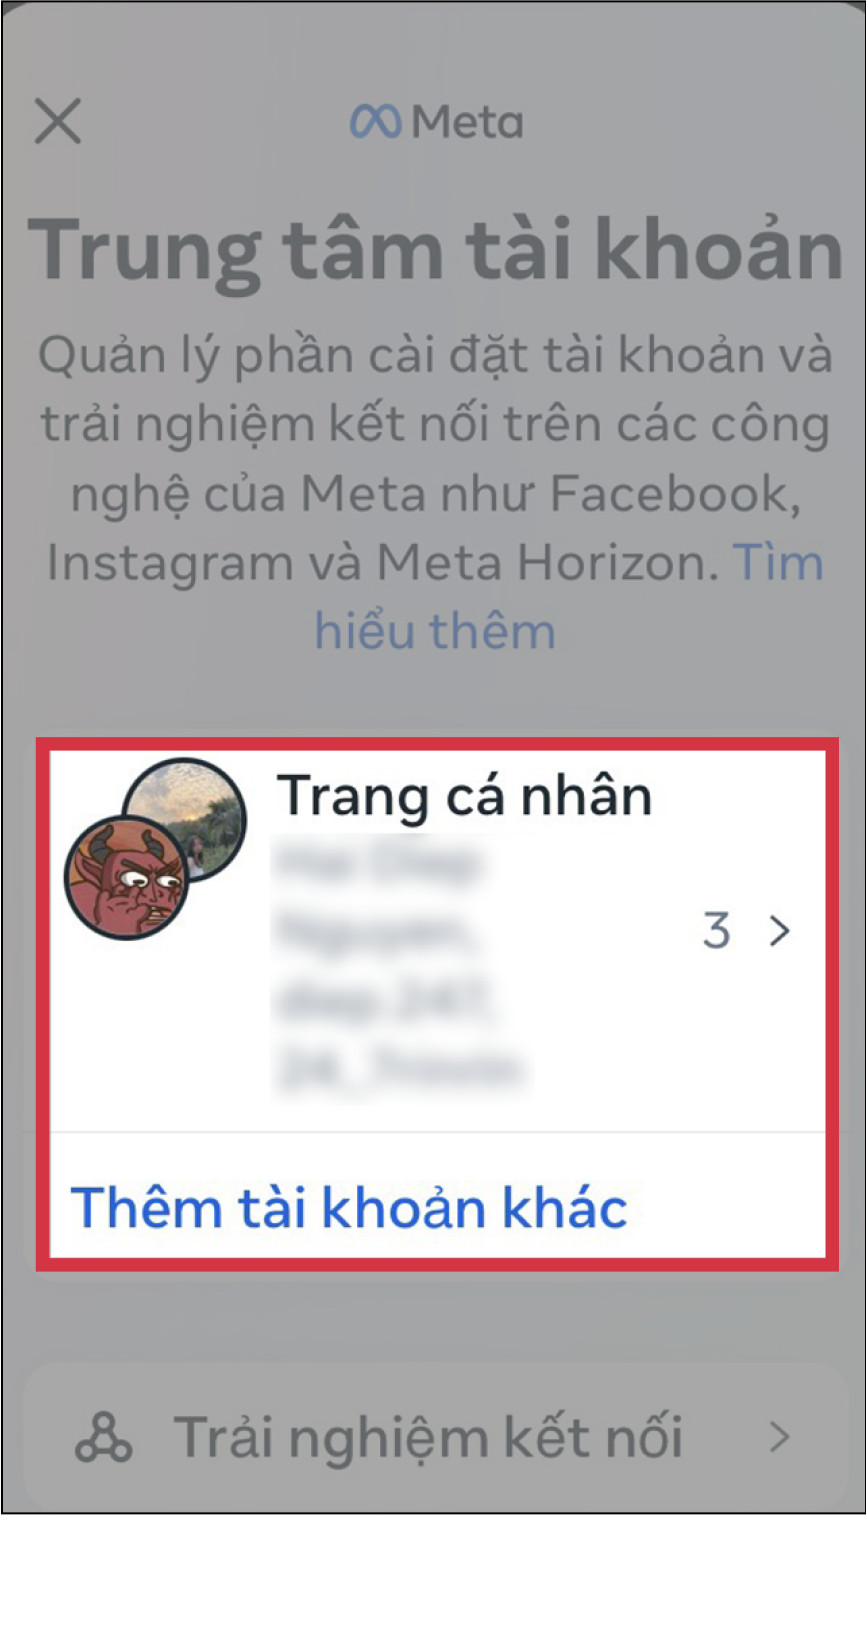 Meta
Trung tâm tài khoản
Quản lý phần cài đặt tài khoản và
trải nghiệm kết nối trên các công
nghệ của Meta như Facebook,
Instagram và Meta Horizon. Tìm
hiểu thêm
Trang cá nhân
3
Thêm tài khoản khác
Trải nghiệm kết nối